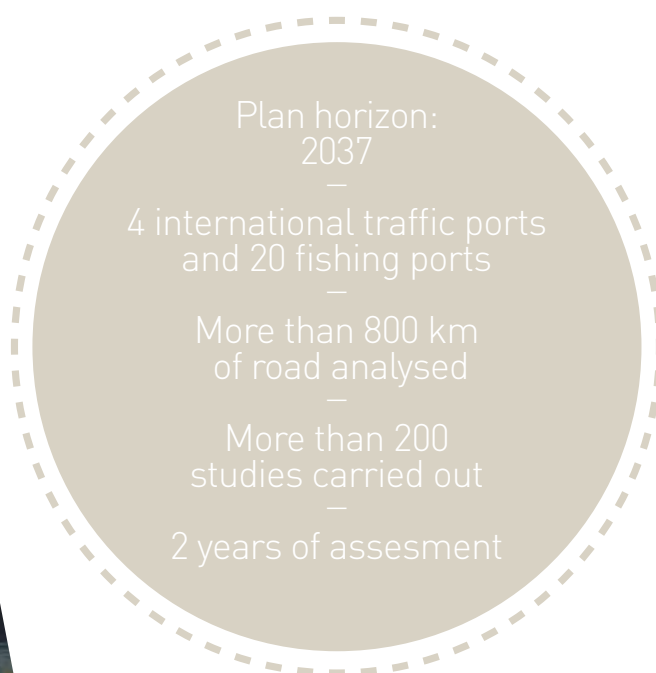 Plan horizon:
2037
—
4 international traffic ports
and 20 fishing ports
—
More than 800 km
of road analysed
—
More than 200
studies carried out
—
2 years of assesment